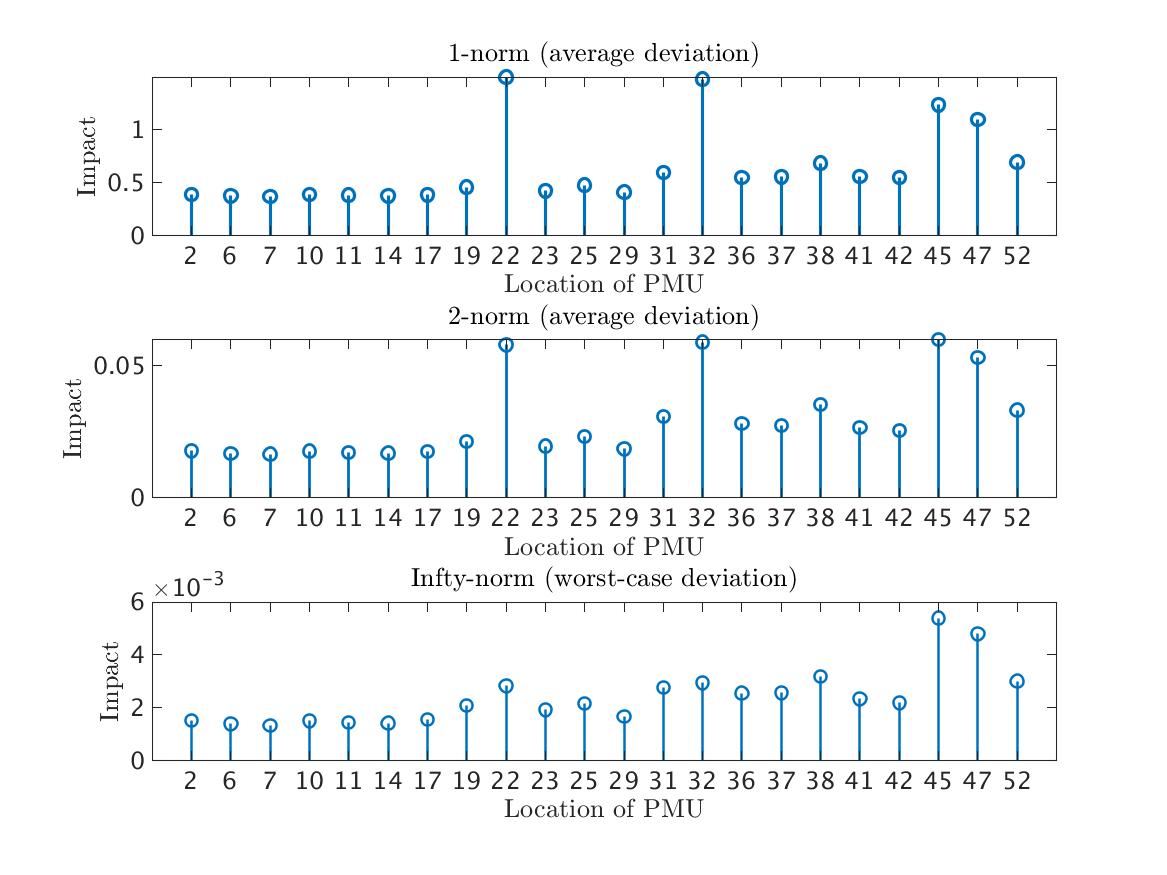 1-norm (average deviation)
Impact
1
0.5
0
2 6 7 10 11 14 17 19 22 23 25 29 31 32 36 37 38 41 42 45 47 52
Location of PMU
2-norm (average deviation)
Impact
0.05
0
2 6 7 10 11 14 17 19 22 23 25 29 31 32 36 37 38 41 42 45 47 52
Location of PMU
Infty-norm (worst-case deviation)
×10⁻³
Impact
6
4
2
0
2 6 7 10 11 14 17 19 22 23 25 29 31 32 36 37 38 41 42 45 47 52
Location of PMU